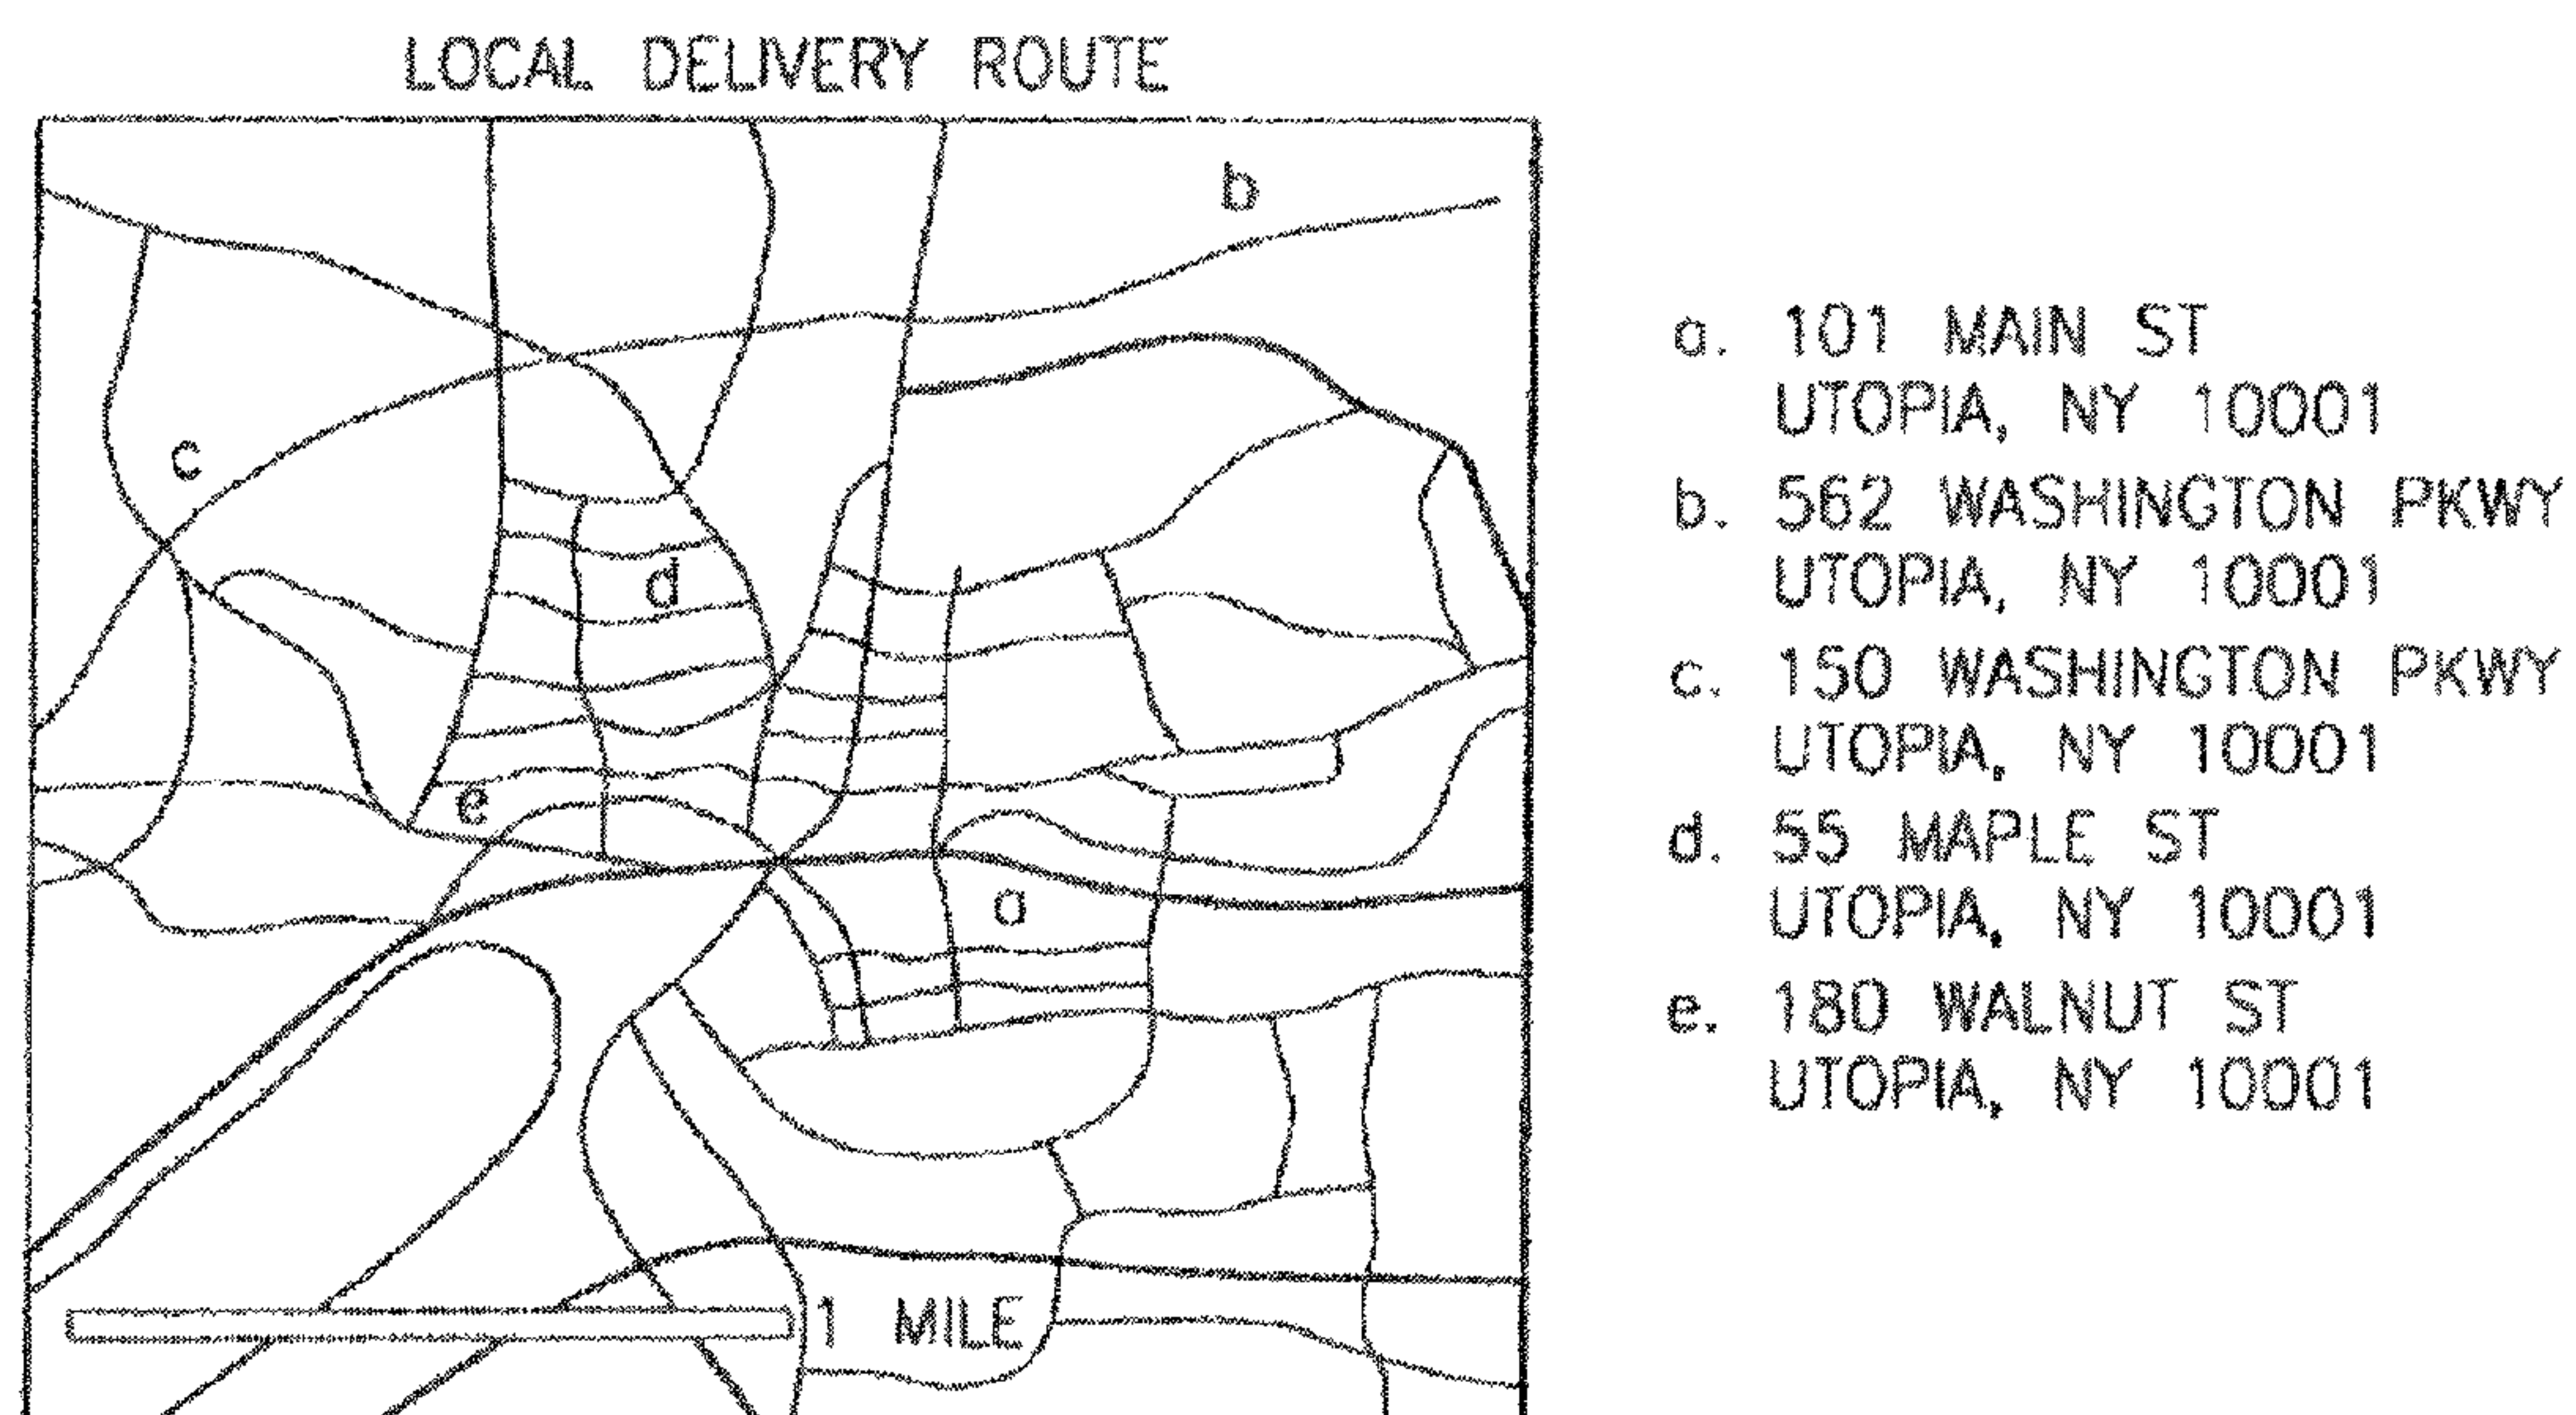 LOCAL DELIVERY ROUTE
b
c
d
e
a
1 MILE
a. 101 MAIN ST
UTOPIA, NY 10001
b. 562 WASHINGTON PKWY
UTOPIA, NY 10001
c. 150 WASHINGTON PKWY
UTOPIA, NY 10001
d. 55 MAPLE ST
UTOPIA, NY 10001
e. 180 WALNUT ST
UTOPIA, NY 10001